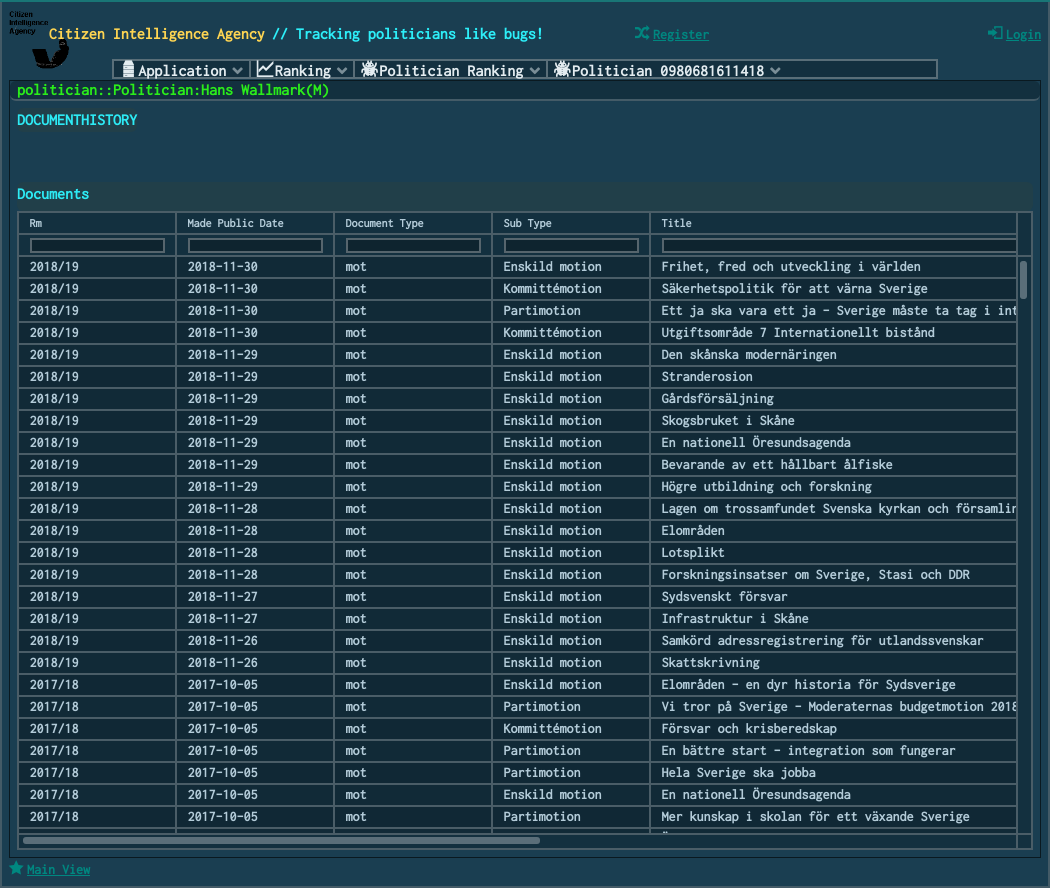 Citizen
Intelligence
Agency
Citizen Intelligence Agency // Tracking politicians like bugs!
Register
Login
Application Ranking Politician Ranking Politician 0980681611418
politician::Politician:Hans Wallmark(M)
DOCUMENTHISTORY
Documents
Rm Made Public Date Document Type Sub Type Title
2018/19 2018-11-30 mot Enskild motion Frihet, fred och utveckling i världen
2018/19 2018-11-30 mot Kommittémotion Säkerhetspolitik för att värna Sverige
2018/19 2018-11-30 mot Partimotion Ett ja ska vara ett ja – Sverige måste ta tag i int
2018/19 2018-11-30 mot Kommittémotion Utgiftsområde 7 Internationellt bistånd
2018/19 2018-11-29 mot Enskild motion Den skånska modernäringen
2018/19 2018-11-29 mot Enskild motion Stranderosion
2018/19 2018-11-29 mot Enskild motion Gårdsförsäljning
2018/19 2018-11-29 mot Enskild motion Skogsbruket i Skåne
2018/19 2018-11-29 mot Enskild motion En nationell Öresundsagenda
2018/19 2018-11-29 mot Enskild motion Bevarande av ett hållbart ålfiske
2018/19 2018-11-29 mot Enskild motion Högre utbildning och forskning
2018/19 2018-11-28 mot Enskild motion Lagen om trossamfundet Svenska kyrkan och församlin
2018/19 2018-11-28 mot Enskild motion Elområden
2018/19 2018-11-28 mot Enskild motion Lotsplikt
2018/19 2018-11-28 mot Enskild motion Forskningsinsatser om Sverige, Stasi och DDR
2018/19 2018-11-27 mot Enskild motion Sydsvenskt försvar
2018/19 2018-11-27 mot Enskild motion Infrastruktur i Skåne
2018/19 2018-11-26 mot Enskild motion Samkörd adressregistrering för utlandssvenskar
2018/19 2018-11-26 mot Enskild motion Skattskrivning
2017/18 2017-10-05 mot Enskild motion Elområden – en dyr historia för Sydsverige
2017/18 2017-10-05 mot Partimotion Vi tror på Sverige – Moderaternas budgetmotion 2018
2017/18 2017-10-05 mot Kommittémotion Försvar och krisberedskap
2017/18 2017-10-05 mot Partimotion En bättre start – integration som fungerar
2017/18 2017-10-05 mot Partimotion Hela Sverige ska jobba
2017/18 2017-10-05 mot Enskild motion En nationell Öresundsagenda
2017/18 2017-10-05 mot Partimotion Mer kunskap i skolan för ett växande Sverige
Main View